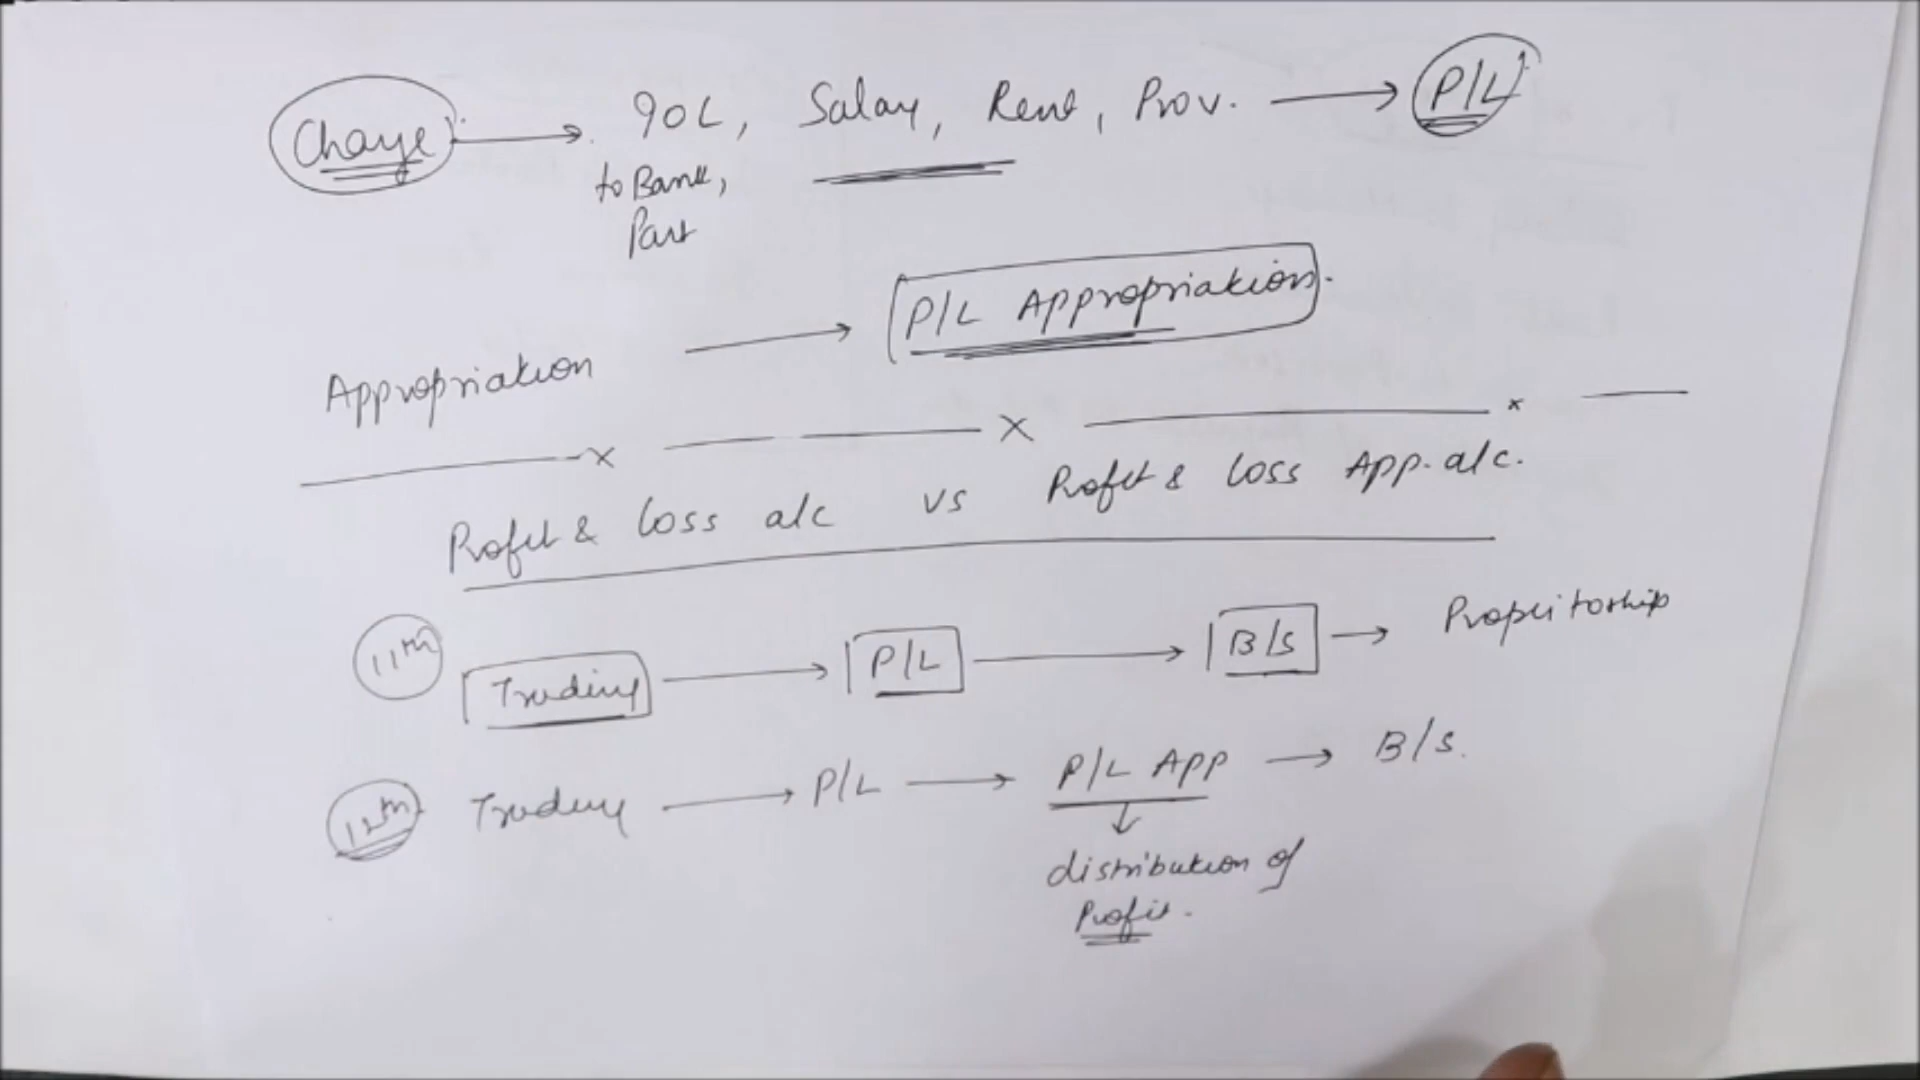 Charge → IOL, Salary, Rent, Prov. → P/L
to Bank,
Part
Appropriation → P/L Appropriation.
Profit & loss a/c vs Profit & loss App. a/c.
11th Trading → P/L → B/S → Propritorship
12th Trading → P/L → P/L App → B/S.
↓
distribution of
Profit.